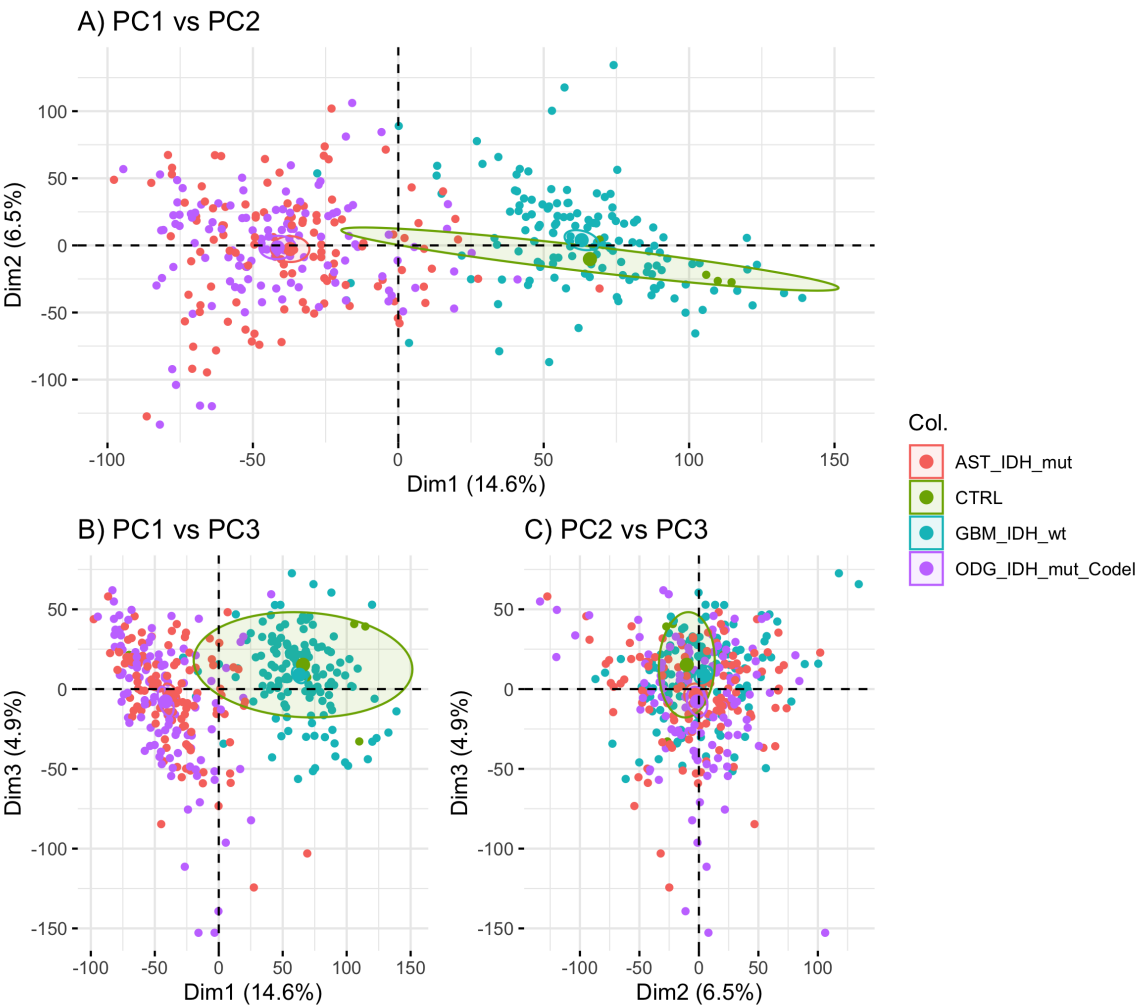 A) PC1 vs PC2
100
50
0
-50
-100
Dim2 (6.5%)
-100
-50
0
50
100
150
Dim1 (14.6%)
Col.
AST_IDH_mut
CTRL
GBM_IDH_wt
ODG_IDH_mut_Codel
B) PC1 vs PC3
50
0
-50
-100
-150
Dim3 (4.9%)
-100
-50
0
50
100
150
Dim1 (14.6%)
C) PC2 vs PC3
50
0
-50
-100
-150
Dim3 (4.9%)
-100
-50
0
50
100
Dim2 (6.5%)